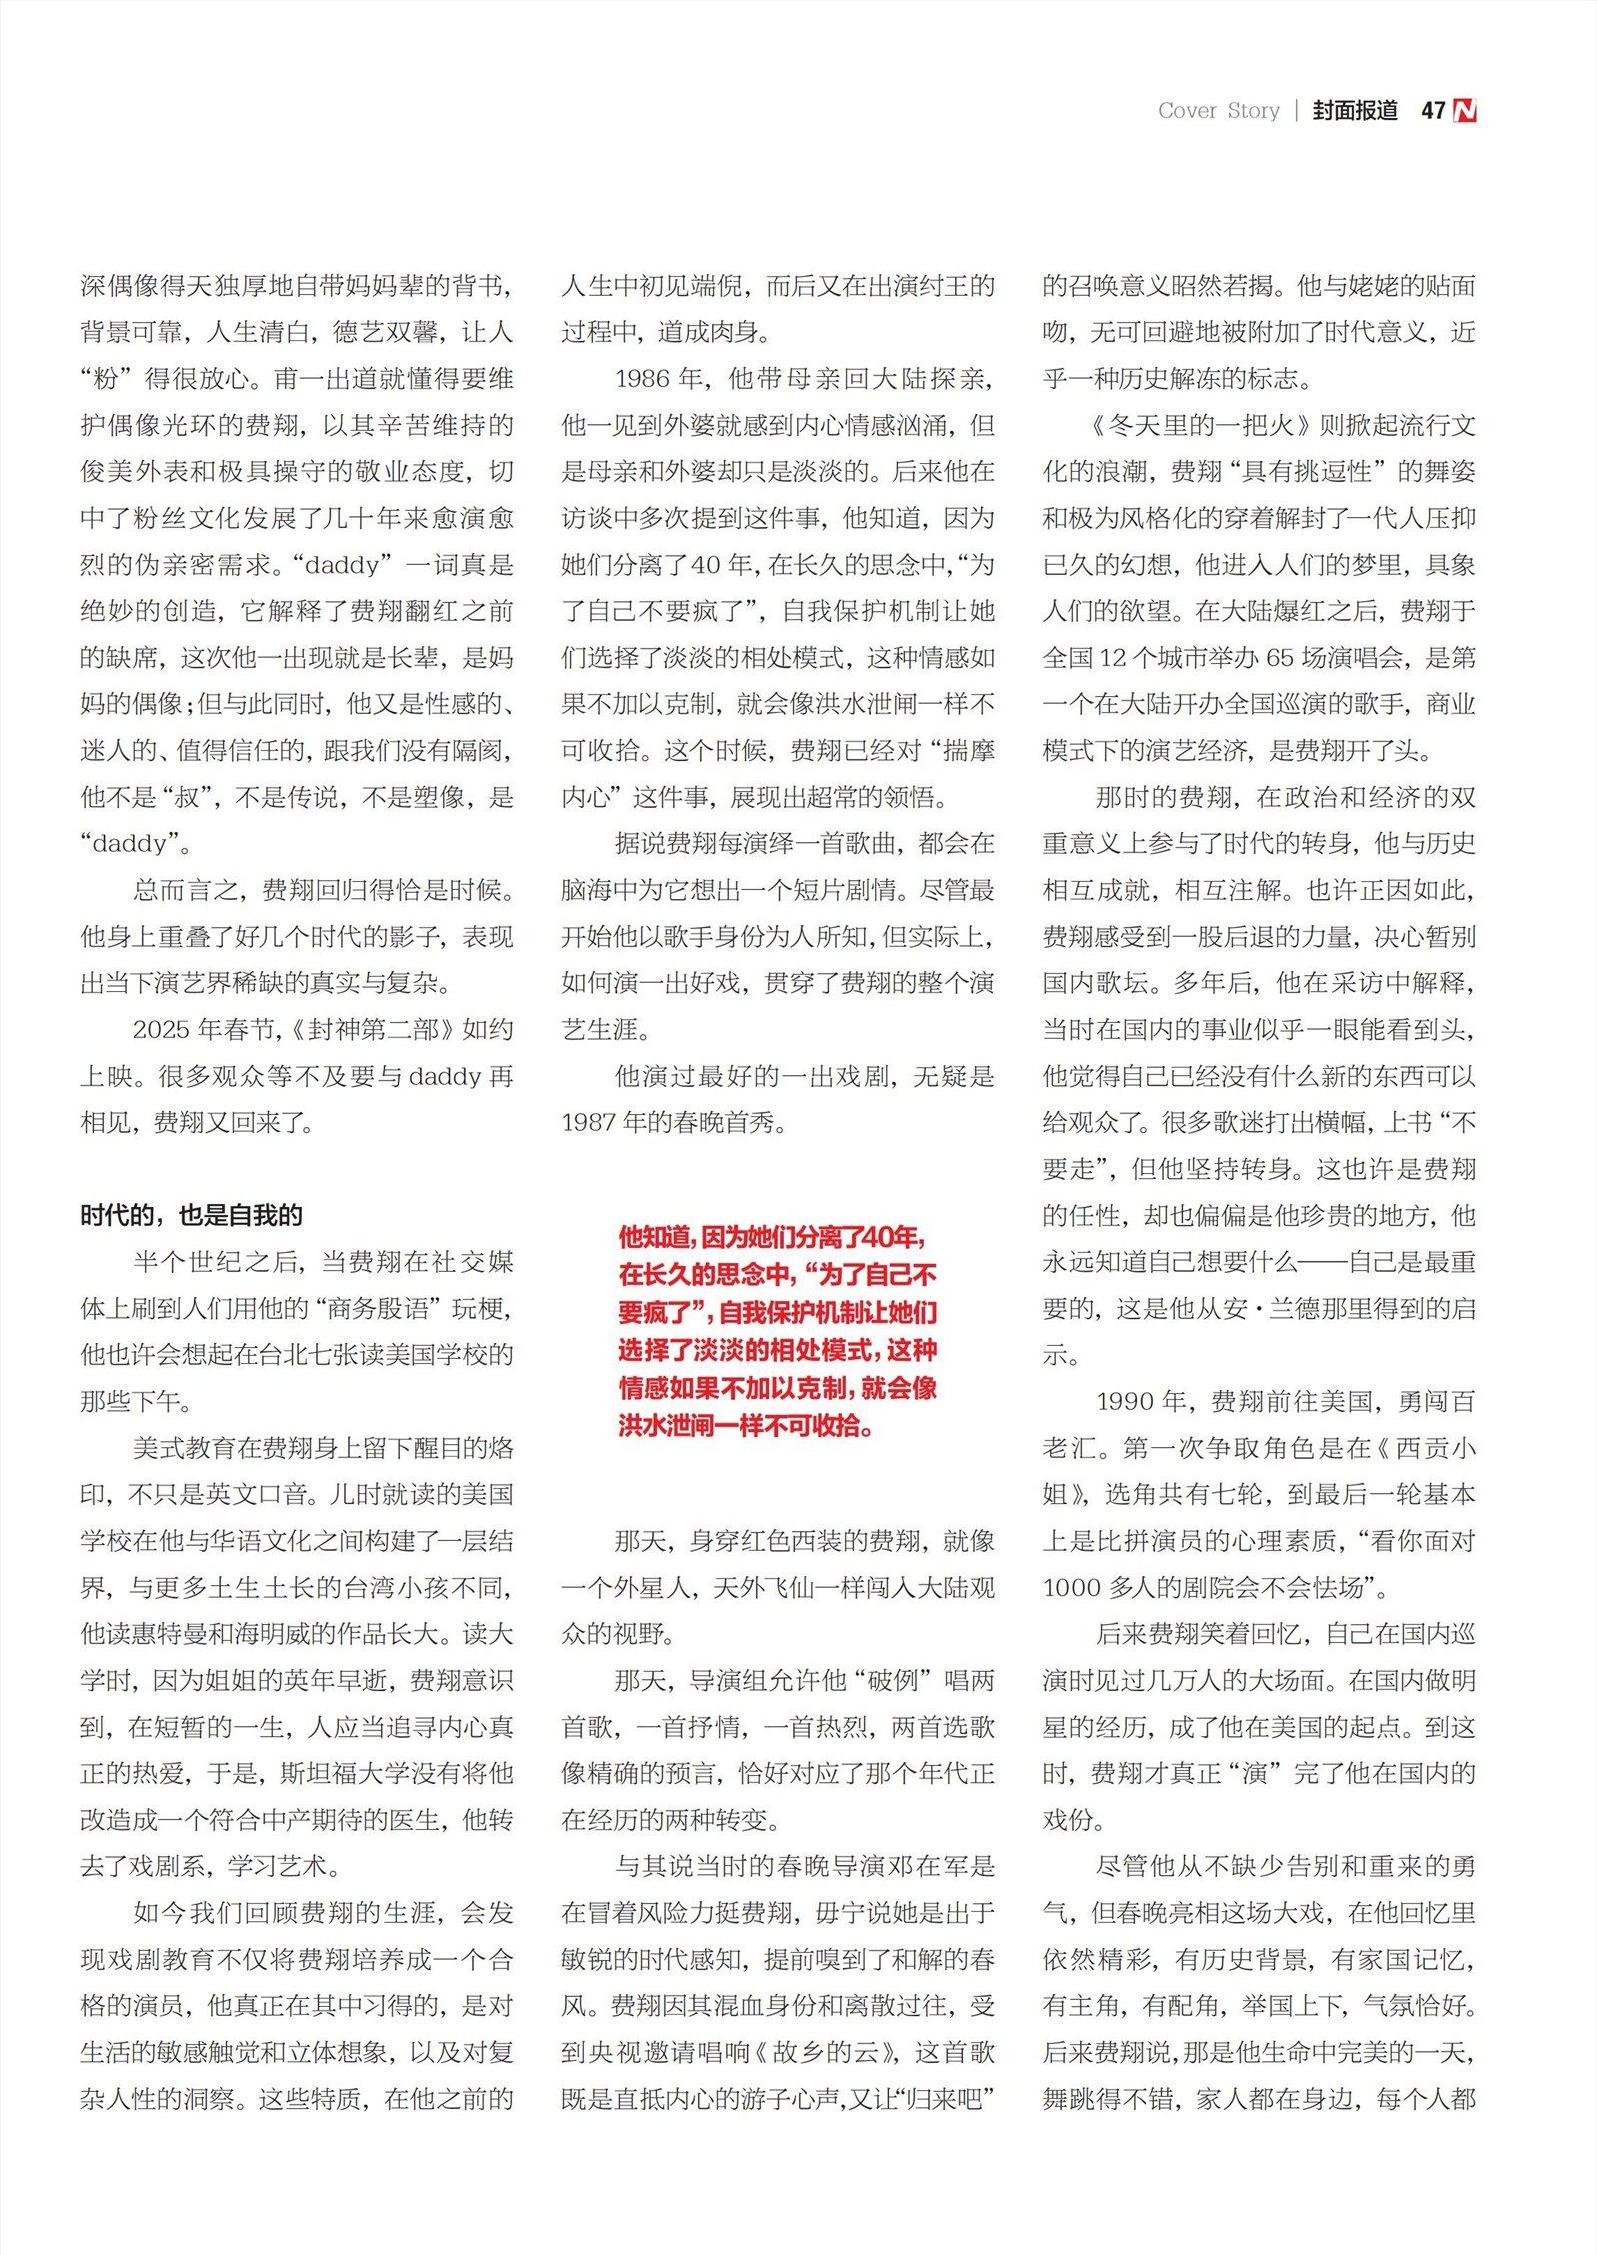 Cover Story | 封面报道 47 N
深偶像得天独厚地自带妈妈辈的背书，
背景可靠，人生清白，德艺双馨，让人
“粉”得很放心。甫一出道就懂得要维
护偶像光环的费翔，以其辛苦维持的
俊美外表和极具操守的敬业态度，切
中了粉丝文化发展了几十年来愈演愈
烈的伪亲密需求。“daddy”一词真是
绝妙的创造，它解释了费翔翻红之前
的缺席，这次他一出现就是长辈，是妈
妈的偶像；但与此同时，他又是性感的、
迷人的、值得信任的，跟我们没有隔阂，
他不是“叔”，不是传说，不是塑像，是
“daddy”。
总而言之，费翔回归得恰是时候。
他身上重叠了好几个时代的影子，表现
出当下演艺界稀缺的真实与复杂。
2025 年春节，《封神第二部》如约
上映。很多观众等不及要与 daddy 再
相见，费翔又回来了。
时代的，也是自我的
半个世纪之后，当费翔在社交媒
体上刷到人们用他的“商务殷语”玩梗，
他也许会想起在台北七张读美国学校的
那些下午。
美式教育在费翔身上留下醒目的烙
印，不只是英文口音。儿时就读的美国
学校在他与华语文化之间构建了一层结
界，与更多土生土长的台湾小孩不同，
他读惠特曼和海明威的作品长大。读大
学时，因为姐姐的英年早逝，费翔意识
到，在短暂的一生，人应当追寻内心真
正的热爱，于是，斯坦福大学没有将他
改造成一个符合中产期待的医生，他转
去了戏剧系，学习艺术。
如今我们回顾费翔的生涯，会发
现戏剧教育不仅将费翔培养成一个合
格的演员，他真正在其中习得的，是对
生活的敏感触觉和立体想象，以及对复
杂人性的洞察。这些特质，在他之前的
人生中初见端倪，而后又在出演纣王的
过程中，道成肉身。
1986 年，他带母亲回大陆探亲，
他一见到外婆就感到内心情感汹涌，但
是母亲和外婆却只是淡淡的。后来他在
访谈中多次提到这件事，他知道，因为
她们分离了 40 年，在长久的思念中，“为
了自己不要疯了”，自我保护机制让她
们选择了淡淡的相处模式，这种情感如
果不加以克制，就会像洪水泄闸一样不
可收拾。这个时候，费翔已经对“揣摩
内心”这件事，展现出超常的领悟。
据说费翔每演绎一首歌曲，都会在
脑海中为它想出一个短片剧情。尽管最
开始他以歌手身份为人所知，但实际上，
如何演一出好戏，贯穿了费翔的整个演
艺生涯。
他演过最好的一出戏剧，无疑是
1987 年的春晚首秀。
他知道，因为她们分离了40年，
在长久的思念中，“为了自己不
要疯了”，自我保护机制让她们
选择了淡淡的相处模式，这种
情感如果不加以克制，就会像
洪水泄闸一样不可收拾。
那天，身穿红色西装的费翔，就像
一个外星人，天外飞仙一样闯入大陆观
众的视野。
那天，导演组允许他“破例”唱两
首歌，一首抒情，一首热烈，两首选歌
像精确的预言，恰好对应了那个年代正
在经历的两种转变。
与其说当时的春晚导演邓在军是
在冒着风险力挺费翔，毋宁说她是出于
敏锐的时代感知，提前嗅到了和解的春
风。费翔因其混血身份和离散过往，受
到央视邀请唱响《故乡的云》，这首歌
既是直抵内心的游子心声，又让“归来吧”
的召唤意义昭然若揭。他与姥姥的贴面
吻，无可回避地被附加了时代意义，近
乎一种历史解冻的标志。
《冬天里的一把火》则掀起流行文
化的浪潮，费翔“具有挑逗性”的舞姿
和极为风格化的穿着解封了一代人压抑
已久的幻想，他进入人们的梦里，具象
人们的欲望。在大陆爆红之后，费翔于
全国 12 个城市举办 65 场演唱会，是第
一个在大陆开办全国巡演的歌手，商业
模式下的演艺经济，是费翔开了头。
那时的费翔，在政治和经济的双
重意义上参与了时代的转身，他与历史
相互成就，相互注解。也许正因如此，
费翔感受到一股后退的力量，决心暂别
国内歌坛。多年后，他在采访中解释，
当时在国内的事业似乎一眼能看到头，
他觉得自己已经没有什么新的东西可以
给观众了。很多歌迷打出横幅，上书“不
要走”，但他坚持转身。这也许是费翔
的任性，却也偏偏是他珍贵的地方，他
永远知道自己想要什么——自己是最重
要的，这是他从安·兰德那里得到的启
示。
1990 年，费翔前往美国，勇闯百
老汇。第一次争取角色是在《西贡小
姐》，选角共有七轮，到最后一轮基本
上是比拼演员的心理素质，“看你面对
1000 多人的剧院会不会怯场”。
后来费翔笑着回忆，自己在国内巡
演时见过几万人的大场面。在国内做明
星的经历，成了他在美国的起点。到这
时，费翔才真正“演”完了他在国内的
戏份。
尽管他从不缺少告别和重来的勇
气，但春晚亮相这场大戏，在他回忆里
依然精彩，有历史背景，有家国记忆，
有主角，有配角，举国上下，气氛恰好。
后来费翔说，那是他生命中完美的一天，
舞跳得不错，家人都在身边，每个人都